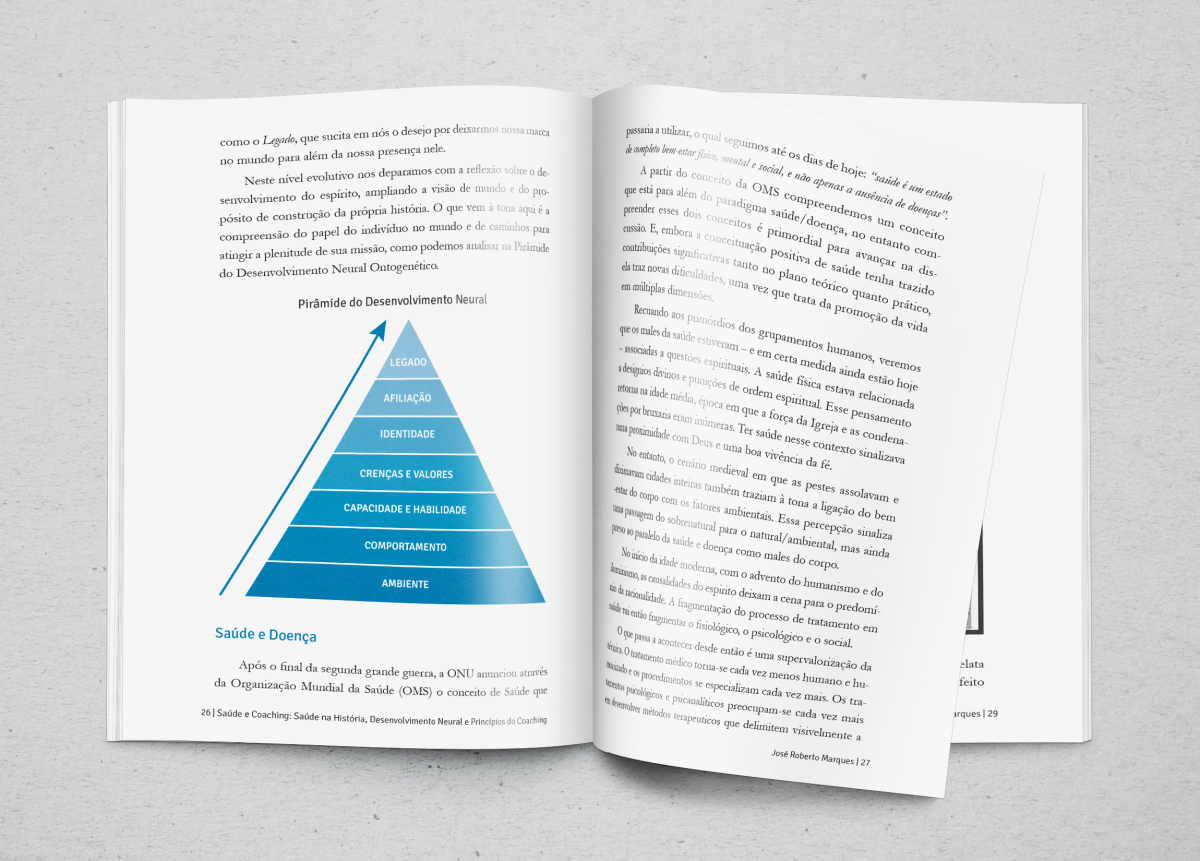 como o Legado, que sucita em nós o desejo por deixarmos nossa marca
no mundo para além da nossa presença nele.
Neste nível evolutivo nos deparamos com a reflexão sobre o de-
senvolvimento do espírito, ampliando a visão de mundo e do pro-
pósito de construção da própria história. O que vem à tona aqui é a
compreensão do papel do indivíduo no mundo e de caminhos para
atingir a plenitude de sua missão, como podemos analisar na Pirâmide
do Desenvolvimento Neural Ontogenético.
Pirâmide do Desenvolvimento Neural
LEGADO
AFILIAÇÃO
IDENTIDADE
CRENÇAS E VALORES
CAPACIDADE E HABILIDADE
COMPORTAMENTO
AMBIENTE
Saúde e Doença
Após o final da segunda grande guerra, a ONU anunciou através
da Organização Mundial da Saúde (OMS) o conceito de Saúde que
26 | Saúde e Coaching: Saúde na História, Desenvolvimento Neural e Princípios do Coaching
passaria a utilizar, o qual seguimos até os dias de hoje: “saúde é um estado
de completo bem-estar físico, mental e social, e não apenas a ausência de doenças”.
A partir do conceito da OMS compreendemos um conceito
que está para além do paradigma saúde/doença, no entanto com-
preender esses dois conceitos é primordial para avançar na dis-
cussão. E, embora a conceituação positiva de saúde tenha trazido
contribuições significativas tanto no plano teórico quanto prático,
ela traz novas dificuldades, uma vez que trata da promoção da vida
em múltiplas dimensões.
Recuando aos primórdios dos grupamentos humanos, veremos
que os males da saúde estiveram – e em certa medida ainda estão hoje
– associadas a questões espirituais. A saúde física estava relacionada
a desígnios divinos e punições de ordem espiritual. Esse pensamento
retorna na idade média, época em que a força da Igreja e as condena-
ções por bruxaria eram inúmeras. Ter saúde nesse contexto sinalizava
uma proximidade com Deus e uma boa vivência da fé.
No entanto, o cenário medieval em que as pestes assolavam e
dizimavam cidades inteiras também traziam à tona a ligação do bem
-estar do corpo com os fatores ambientais. Essa percepção sinaliza
uma passagem do sobrenatural para o natural/ambiental, mas ainda
preso ao paralelo da saúde e doença como males do corpo.
No início da idade moderna, com o advento do humanismo e do
iluminismo, as causalidades do espírito deixam a cena para o predomí-
nio da racionalidade. A fragmentação do processo de tratamento em
saúde vai então fragmentar o fisiológico, o psicológico e o social.
O que passa a acontecer desde então é uma supervalorização da
técnica. O tratamento médico torna-se cada vez menos humano e hu-
manizado e os procedimentos se especializam cada vez mais. Os tra-
tamentos psicológicos e psicanalíticos preocupam-se cada vez mais
em desenvolver métodos terapeuticos que delimitem visivelmente a
José Roberto Marques | 27
elata
feito
arques | 29